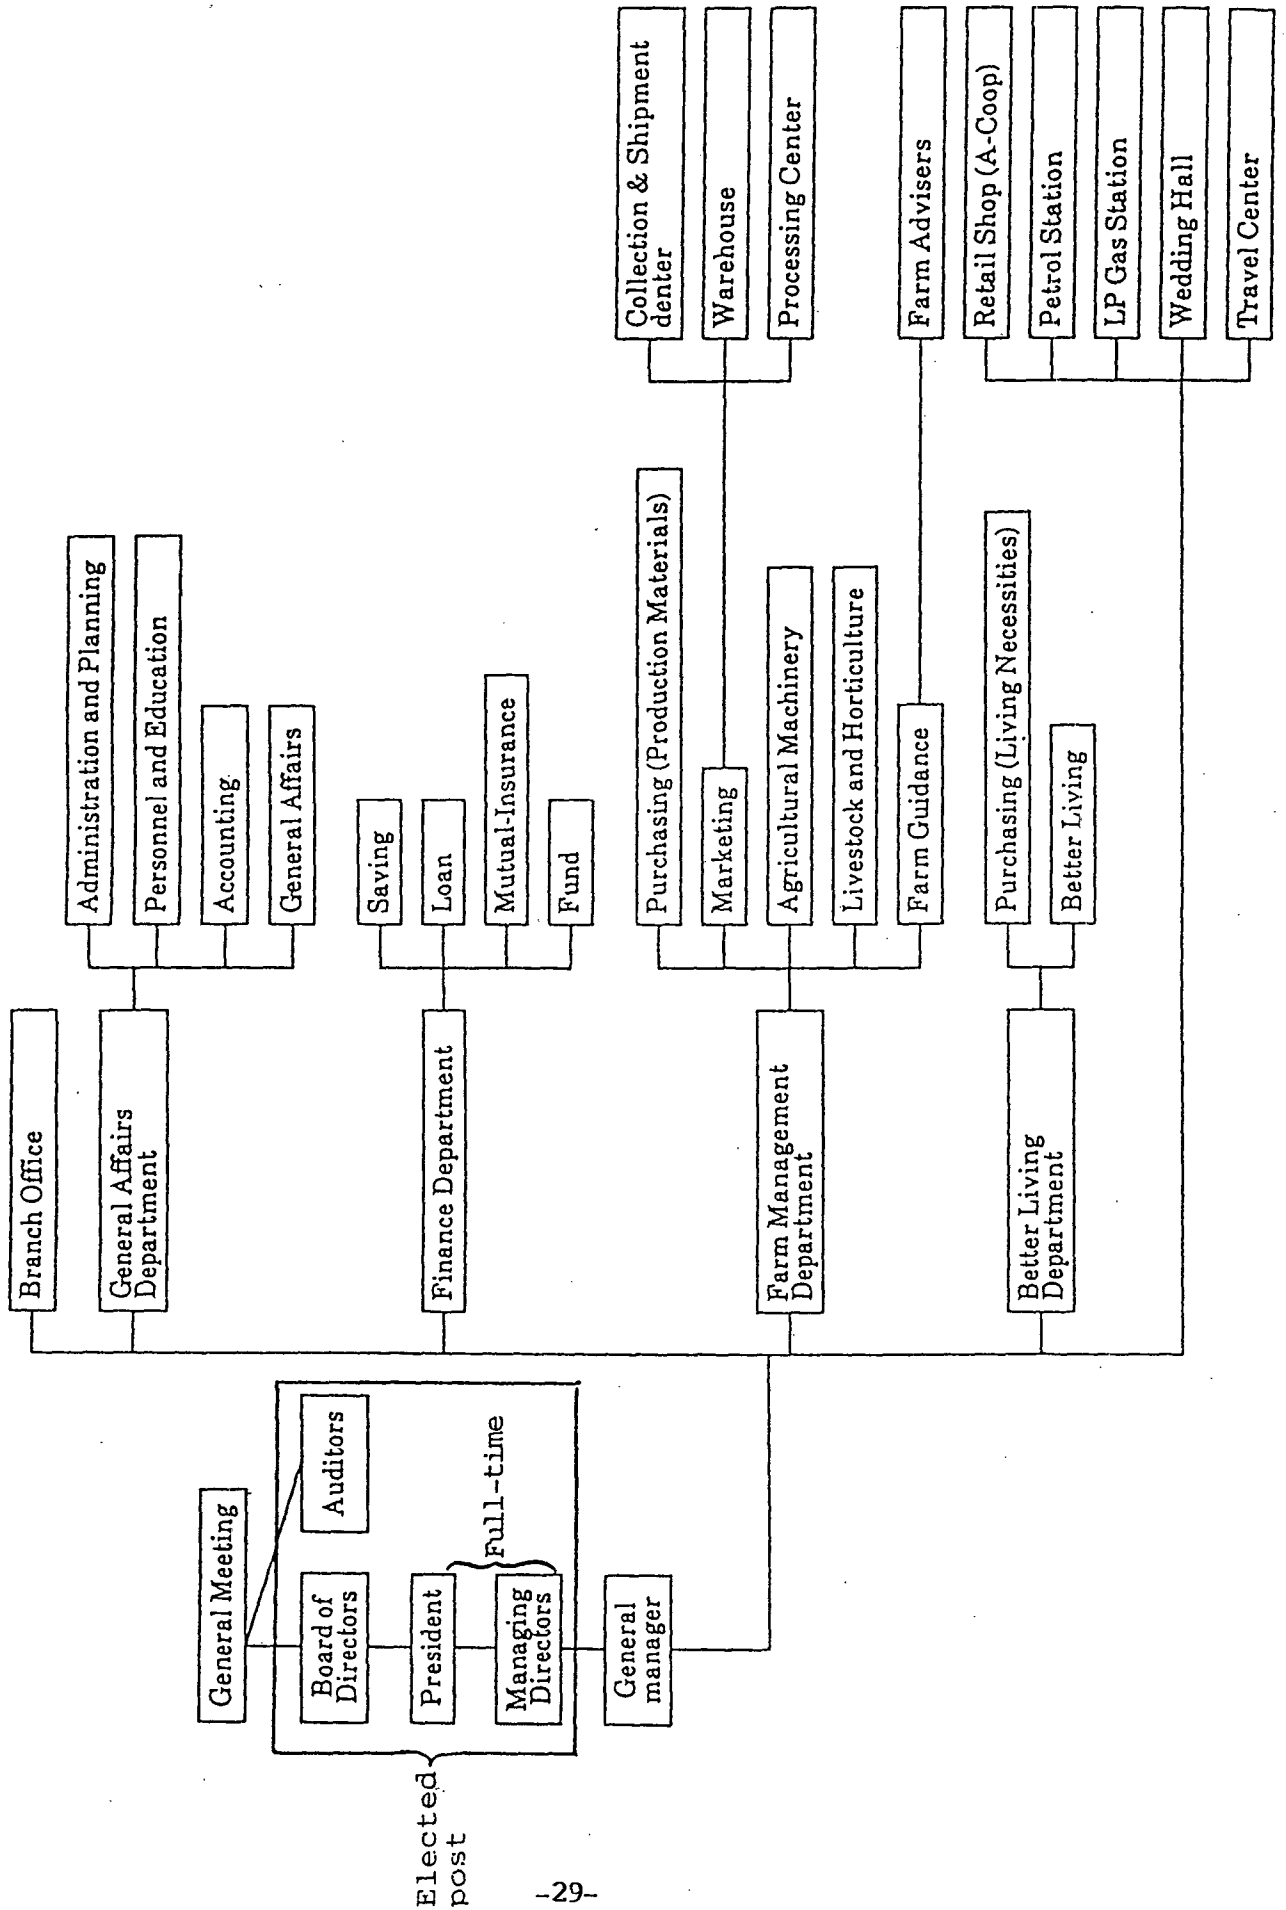 General Meeting
Elected
post
Board of
Directors
Auditors
President
Managing
Directors
Full-time
General
manager
Branch Office
General Affairs
Department
Administration and Planning
Personnel and Education
Accounting
General Affairs
Finance Department
Saving
Loan
Mutual-Insurance
Fund
Farm Management
Department
Purchasing (Production Materials)
Marketing
Agricultural Machinery
Livestock and Horticulture
Farm Guidance
Collection & Shipment
denter
Warehouse
Processing Center
Farm Advisers
Better Living
Department
Purchasing (Living Necessities)
Better Living
Retail Shop (A-Coop)
Petrol Station
LP Gas Station
Wedding Hall
Travel Center
-29-